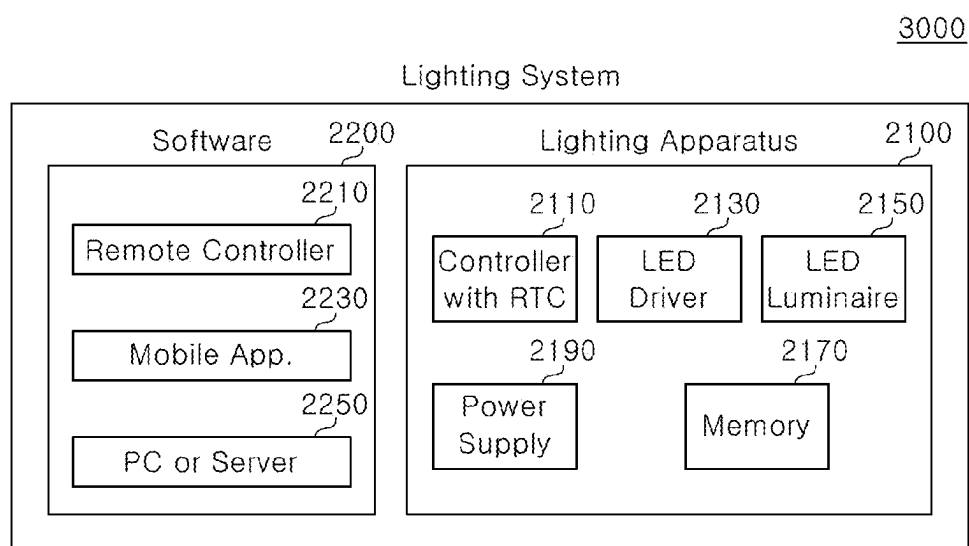 3000
Lighting System
Software
2200
2210
Remote Controller
2230
Mobile App.
2250
PC or Server
Lighting Apparatus
2100
2110
Controller
with RTC
2130
LED
Driver
2150
LED
Luminaire
2190
Power
Supply
2170
Memory